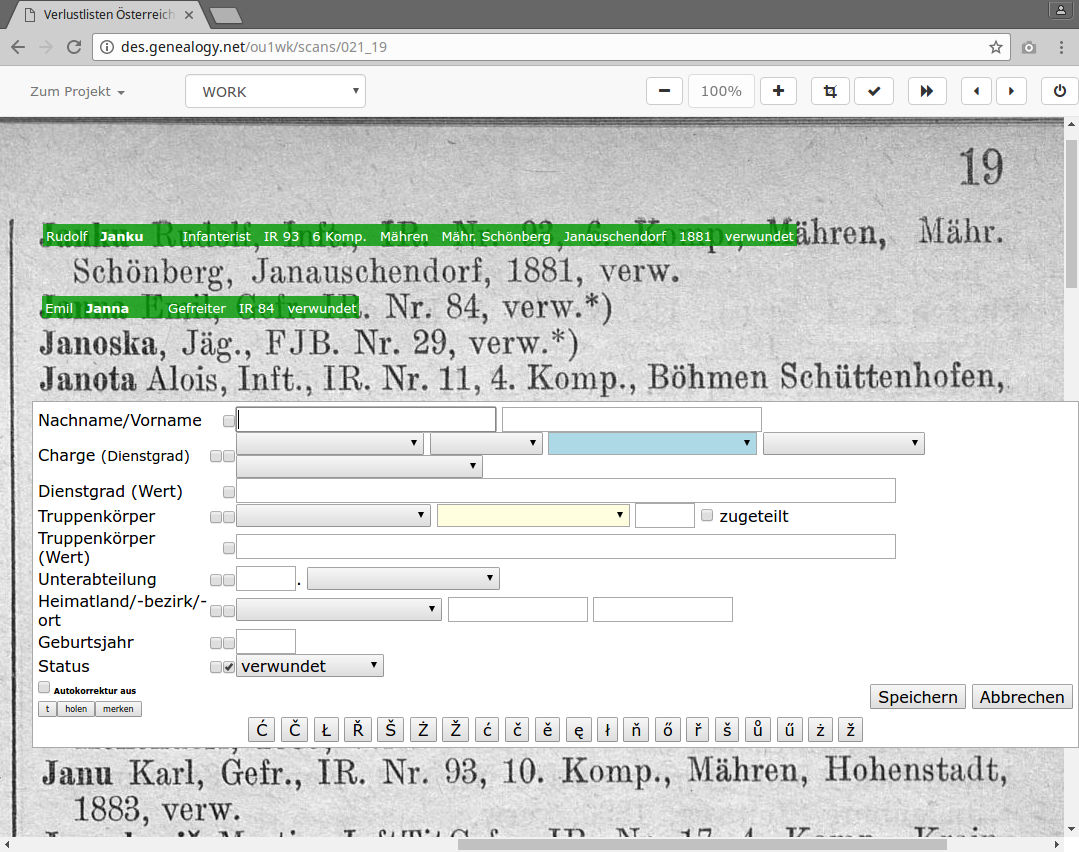 Verlustlisten Österreich
des.genealogy.net/ou1wk/scans/021_19
Zum Projekt
WORK
100%
19
Rudolf Janku Infanterist IR 93 6 Komp. Mähren Mähr. Schönberg Janauschendorf 1881 verwundet
Mähren, Mähr.
Schönberg, Janauschendorf, 1881, verw.
Emil Janna Gefreiter IR 84 verwundet
Nr. 84, verw.*)
Janoska, Jäg., FJB. Nr. 29, verw.*)
Janota Alois, Inft., IR. Nr. 11, 4. Komp., Böhmen Schüttenhofen,
Nachname/Vorname
Charge (Dienstgrad)
Dienstgrad (Wert)
Truppenkörper
zugeteilt
Truppenkörper
(Wert)
Unterabteilung .
Heimatland/-bezirk/-
ort
Geburtsjahr
Status verwundet
Autokorrektur aus
t holen merken
Speichern Abbrechen
Ć Č Ł Ř Š Ż Ž ć č ě ę ł ň ő ř š ů ű ż ž
Janu Karl, Gefr., IR. Nr. 93, 10. Komp., Mähren, Hohenstadt,
1883, verw.